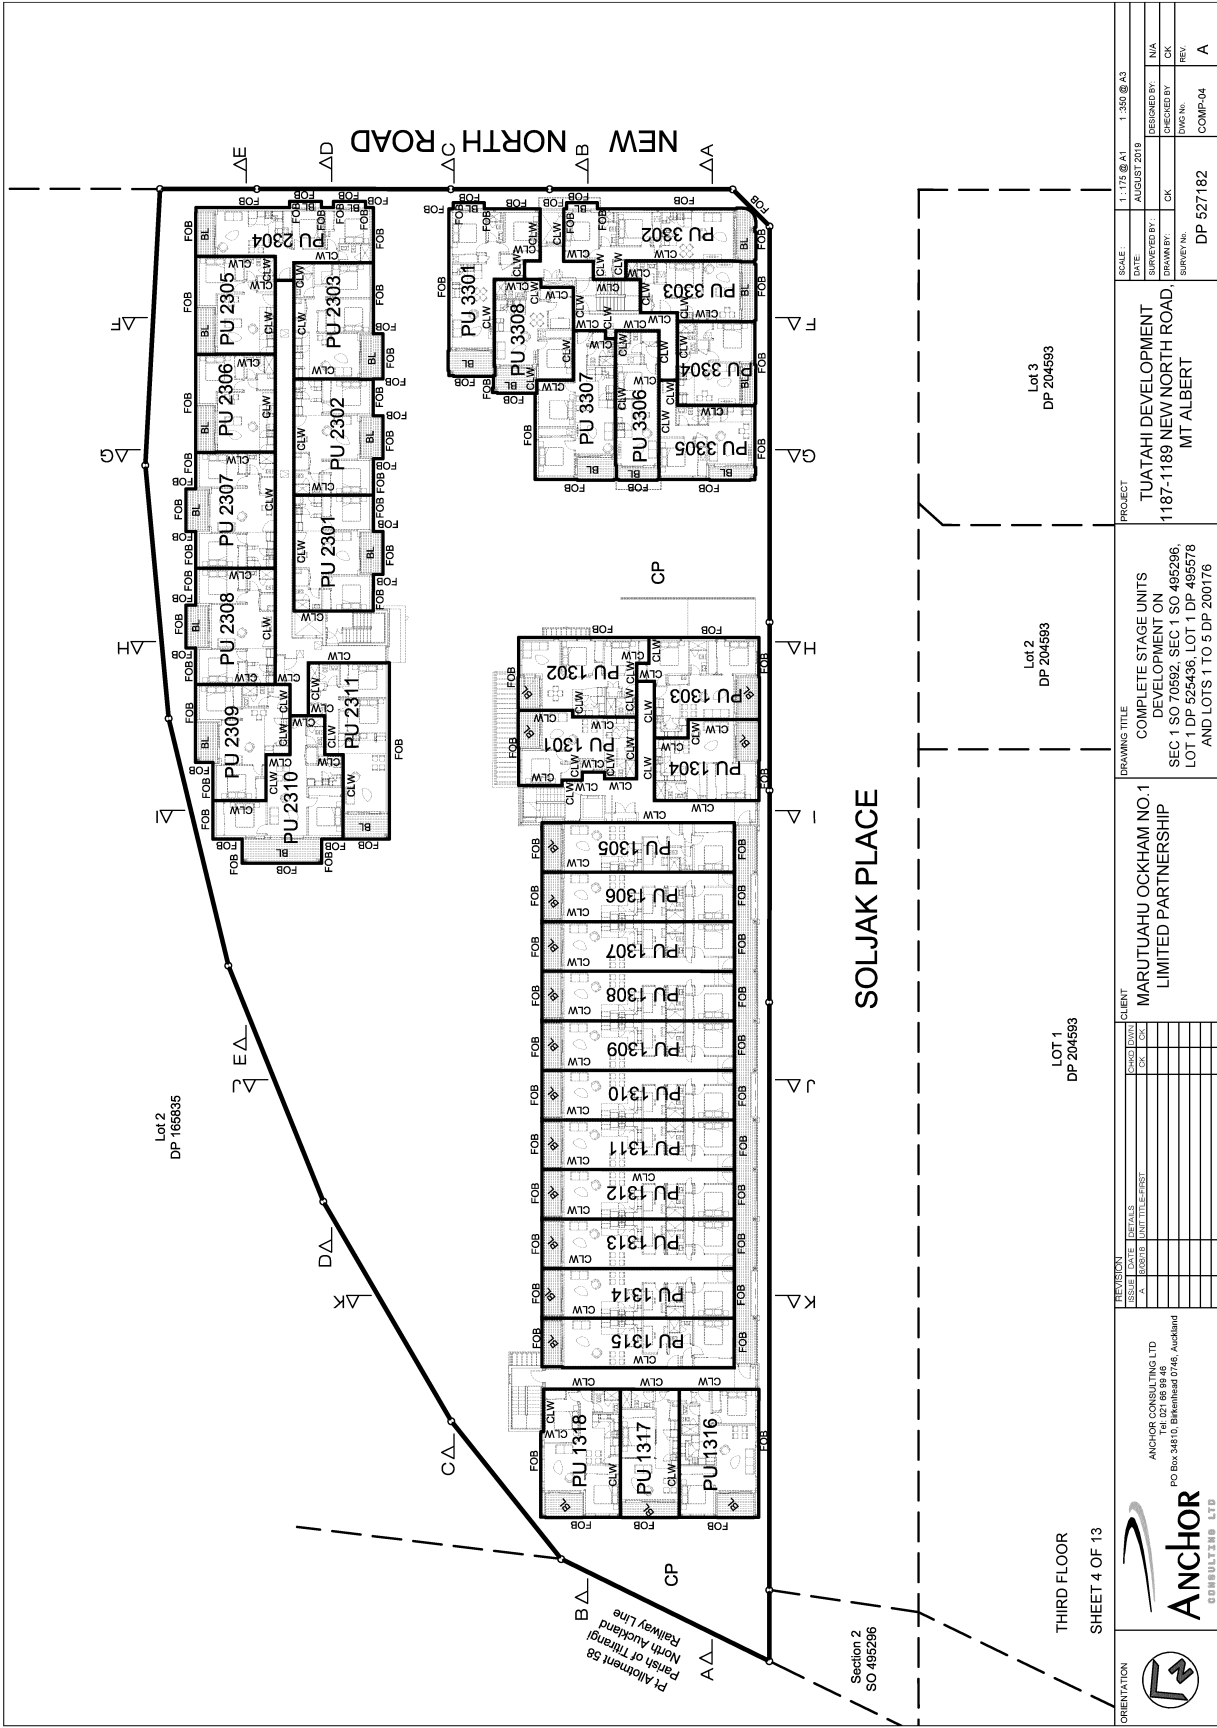 NEW NORTH ROAD
SOLJAK PLACE
Lot 2
DP 165835
Pt Allotment 58
Parish of Titirangi
North Auckland
Railway Line
Section 2
SO 495296
LOT 1
DP 204593
Lot 2
DP 204593
Lot 3
DP 204593
CP
CP
PU 2301
PU 2302
PU 2303
PU 2304
PU 2305
PU 2306
PU 2307
PU 2308
PU 2309
PU 2310
PU 2311
PU 3301
PU 3302
PU 3303
PU 3304
PU 3305
PU 3306
PU 3307
PU 3308
PU 1301
PU 1302
PU 1303
PU 1304
PU 1305
PU 1306
PU 1307
PU 1308
PU 1309
PU 1310
PU 1311
PU 1312
PU 1313
PU 1314
PU 1315
PU 1316
PU 1317
PU 1318
FOB
CLW
BL
A
B
C
D
E
F
G
H
I
J
K
THIRD FLOOR
SHEET 4 OF 13
ORIENTATION
ANCHOR
CONSULTING LTD
ANCHOR CONSULTING LTD
Tel: 021 66 99 46
PO Box 34810, Birkenhead 0746, Auckland
REVISION
ISSUE DATE DETAILS CHKD DWN
A 8/08/19 UNIT TITLE-FIRST CK CK
CLIENT
MARUTUAHU OCKHAM NO.1
LIMITED PARTNERSHIP
DRAWING TITLE
COMPLETE STAGE UNITS
DEVELOPMENT ON
SEC 1 SO 70592, SEC 1 SO 495296,
LOT 1 DP 525436, LOT 1 DP 495578
AND LOTS 1 TO 5 DP 200176
PROJECT
TUATAHI DEVELOPMENT
1187-1189 NEW NORTH ROAD,
MT ALBERT
SCALE : 1 : 175 @ A1 1 :350 @ A3
DATE: AUGUST 2019
SURVEYED BY : DESIGNED BY: N/A
DRAWN BY: CK CHECKED BY CK
SURVEY No. DP 527182
DWG No. COMP-04
REV. A